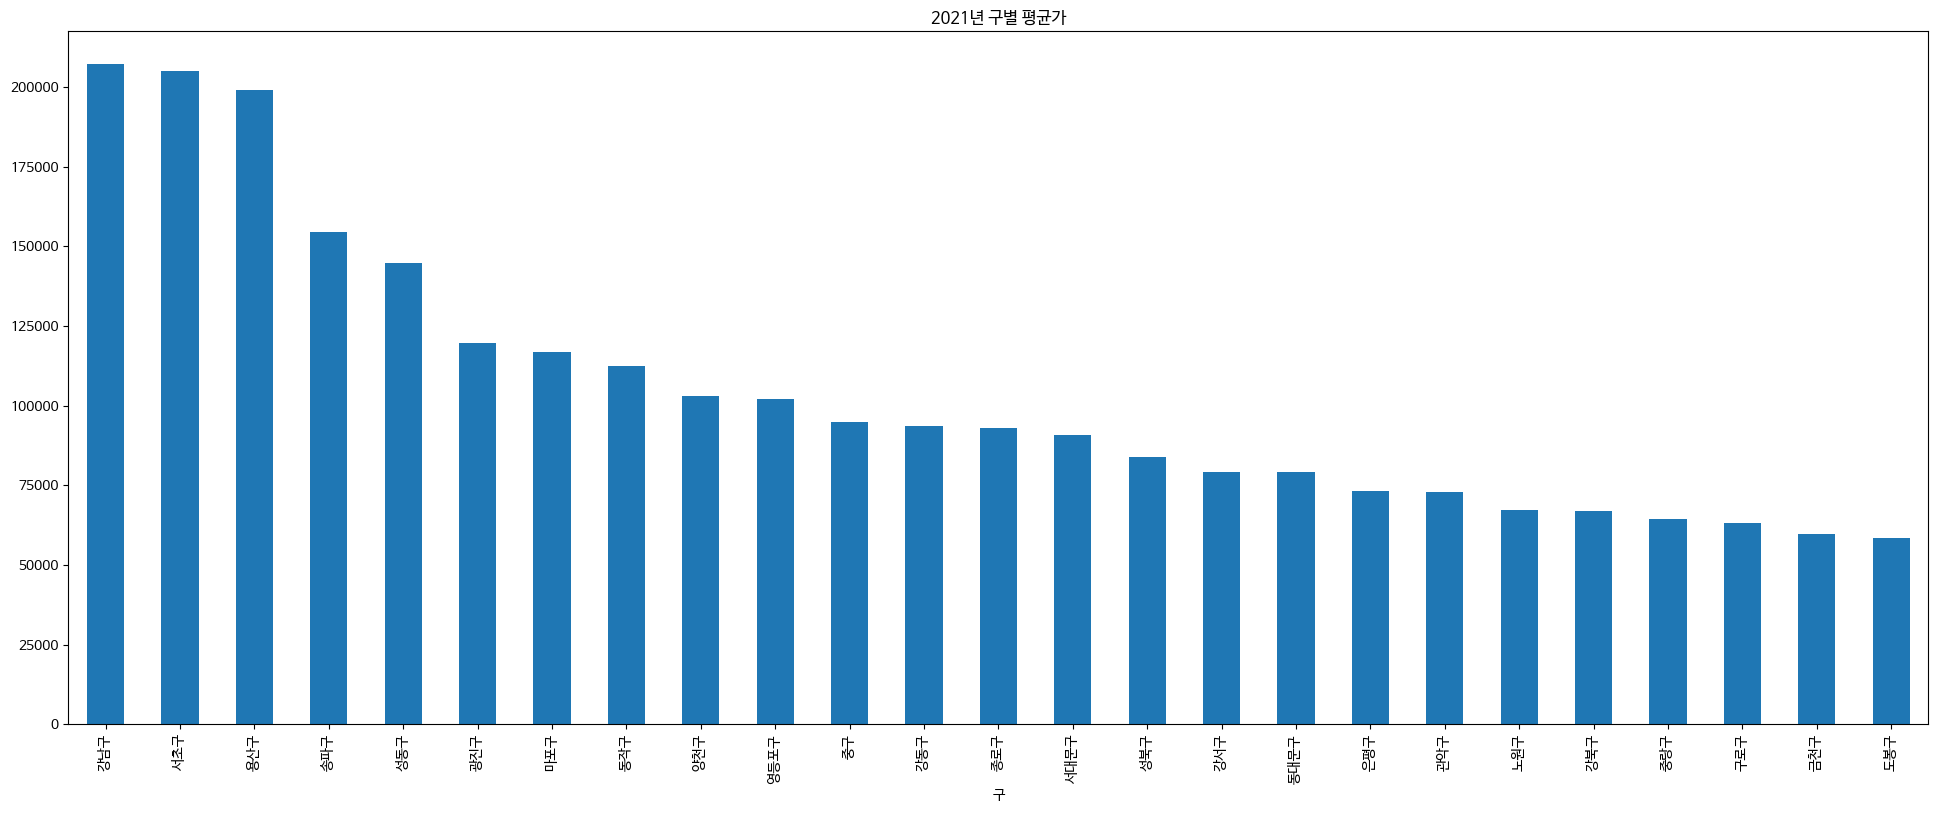 2021년 구별 평균가
200000
175000
150000
125000
100000
75000
50000
25000
0
강남구
서초구
용산구
송파구
성동구
광진구
마포구
동작구
양천구
영등포구
중구
강동구
종로구
서대문구
성북구
강서구
동대문구
은평구
관악구
노원구
강북구
중랑구
구로구
금천구
도봉구
구